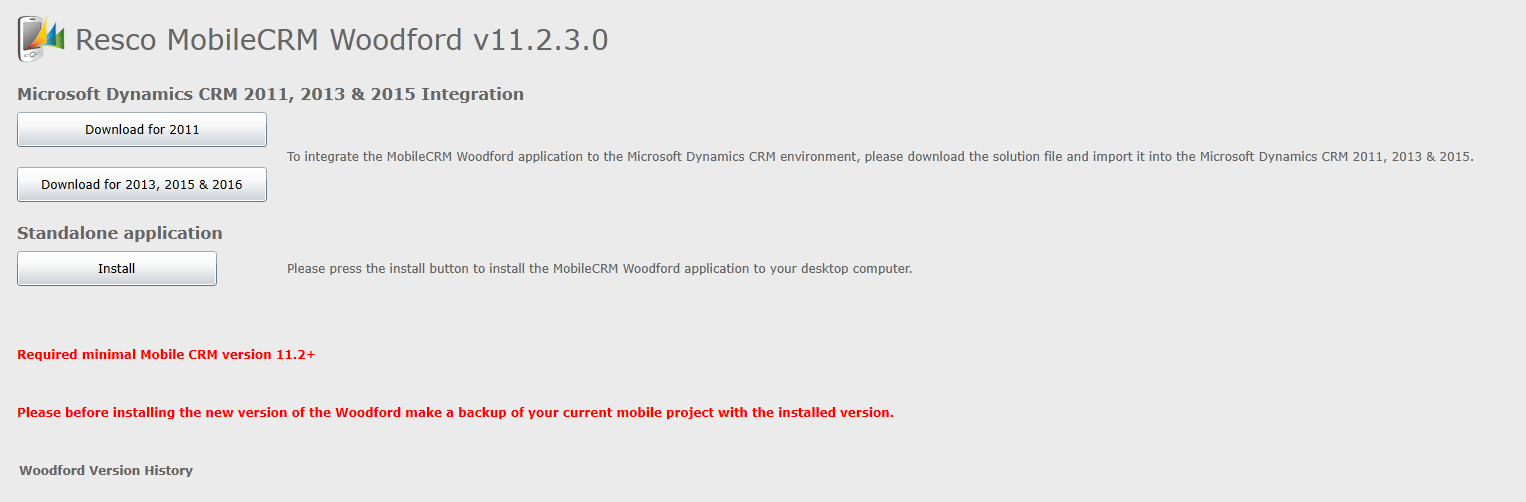 Resco MobileCRM Woodford v11.2.3.0
Microsoft Dynamics CRM 2011, 2013 & 2015 Integration
Download for 2011
To integrate the MobileCRM Woodford application to the Microsoft Dynamics CRM environment, please download the solution file and import it into the Microsoft Dynamics CRM 2011, 2013 & 2015.
Download for 2013, 2015 & 2016
Standalone application
Install
Please press the install button to install the MobileCRM Woodford application to your desktop computer.
Required minimal Mobile CRM version 11.2+
Please before installing the new version of the Woodford make a backup of your current mobile project with the installed version.
Woodford Version History